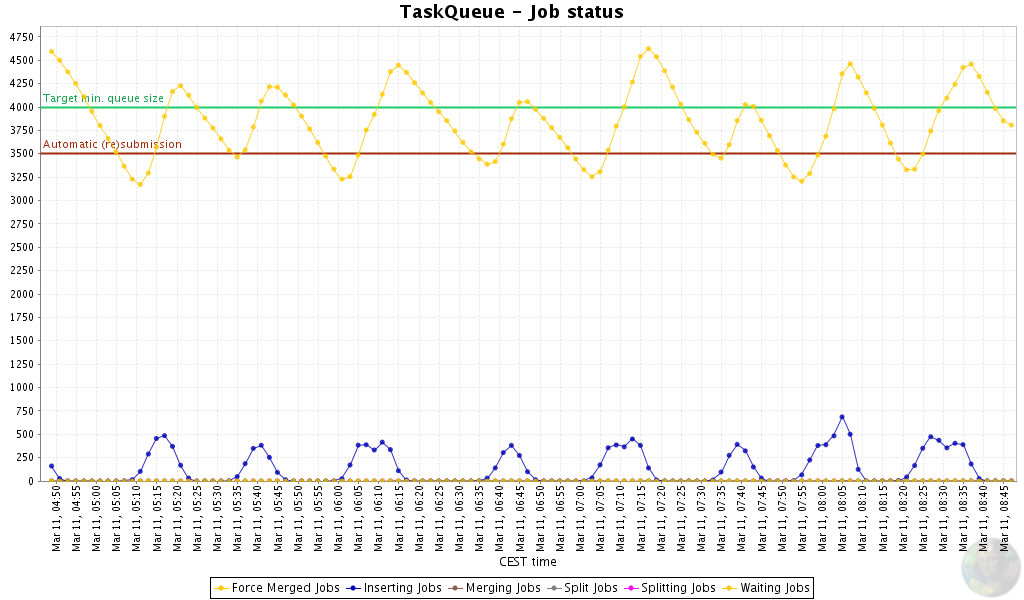 TaskQueue - Job status
4750
4500
4250
4000
3750
3500
3250
3000
2750
2500
2250
2000
1750
1500
1250
1000
750
500
250
0
Target min. queue size
Automatic (re)submission
Mar 11, 04:50
Mar 11, 04:55
Mar 11, 05:00
Mar 11, 05:05
Mar 11, 05:10
Mar 11, 05:15
Mar 11, 05:20
Mar 11, 05:25
Mar 11, 05:30
Mar 11, 05:35
Mar 11, 05:40
Mar 11, 05:45
Mar 11, 05:50
Mar 11, 05:55
Mar 11, 06:00
Mar 11, 06:05
Mar 11, 06:10
Mar 11, 06:15
Mar 11, 06:20
Mar 11, 06:25
Mar 11, 06:30
Mar 11, 06:35
Mar 11, 06:40
Mar 11, 06:45
Mar 11, 06:50
Mar 11, 06:55
Mar 11, 07:00
Mar 11, 07:05
Mar 11, 07:10
Mar 11, 07:15
Mar 11, 07:20
Mar 11, 07:25
Mar 11, 07:30
Mar 11, 07:35
Mar 11, 07:40
Mar 11, 07:45
Mar 11, 07:50
Mar 11, 07:55
Mar 11, 08:00
Mar 11, 08:05
Mar 11, 08:10
Mar 11, 08:15
Mar 11, 08:20
Mar 11, 08:25
Mar 11, 08:30
Mar 11, 08:35
Mar 11, 08:40
Mar 11, 08:45
CEST time
Force Merged Jobs Inserting Jobs Merging Jobs Split Jobs Splitting Jobs Waiting Jobs